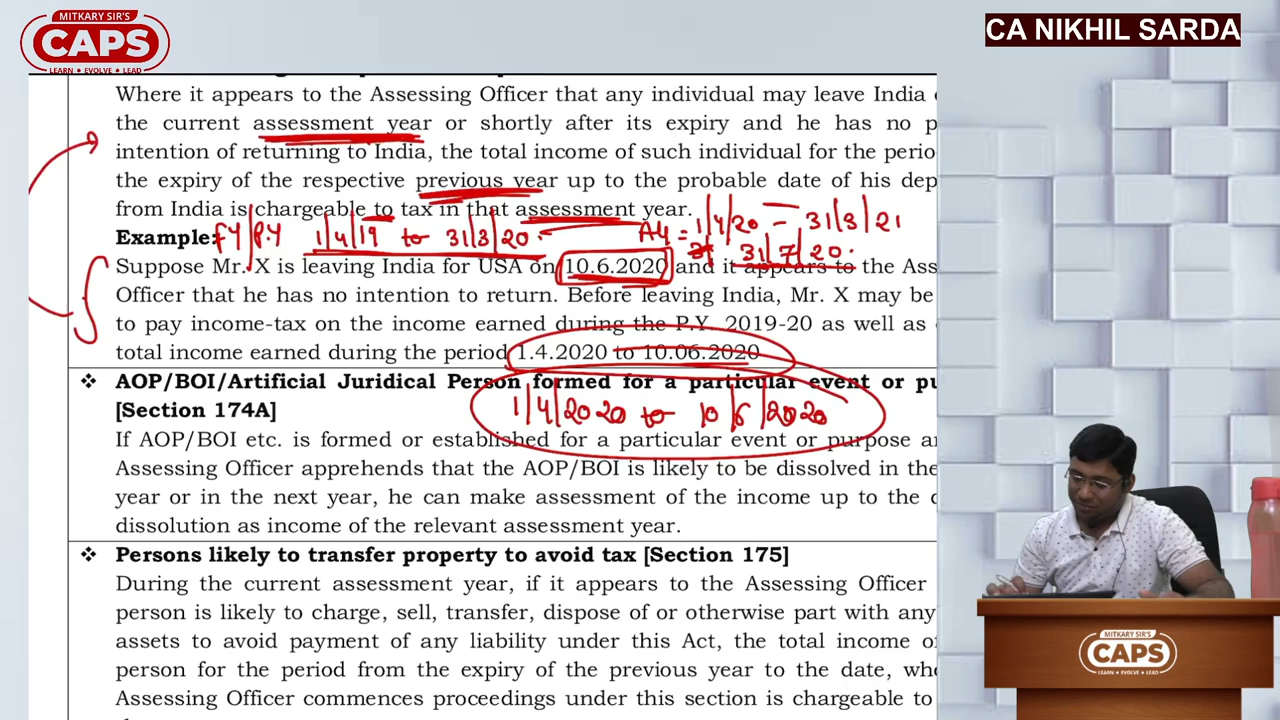 MITKARY SIR'S
CAPS
LEARN • EVOLVE • LEAD
CA NIKHIL SARDA
Where it appears to the Assessing Officer that any individual may leave India
the current assessment year or shortly after its expiry and he has no p
intention of returning to India, the total income of such individual for the perio
the expiry of the respective previous year up to the probable date of his dep
from India is chargeable to tax in that assessment year.
1/4/20 – 31/3/21
Example:
FY/P.Y 1/4/19 to 31/3/20
AY =
31/7/20
Suppose Mr. X is leaving India for USA on 10.6.2020 and it appears to the Ass
Officer that he has no intention to return. Before leaving India, Mr. X may be
to pay income-tax on the income earned during the P.Y. 2019-20 as well as
total income earned during the period 1.4.2020 to 10.06.2020
❖ AOP/BOI/Artificial Juridical Person formed for a particular event or pu
[Section 174A]
1/4/2020 to 10/6/2020
If AOP/BOI etc. is formed or established for a particular event or purpose a
Assessing Officer apprehends that the AOP/BOI is likely to be dissolved in the
year or in the next year, he can make assessment of the income up to the
dissolution as income of the relevant assessment year.
❖ Persons likely to transfer property to avoid tax [Section 175]
During the current assessment year, if it appears to the Assessing Officer
person is likely to charge, sell, transfer, dispose of or otherwise part with any
assets to avoid payment of any liability under this Act, the total income o
person for the period from the expiry of the previous year to the date, wh
Assessing Officer commences proceedings under this section is chargeable to
MITKARY SIR'S
CAPS
LEARN • EVOLVE • LEAD